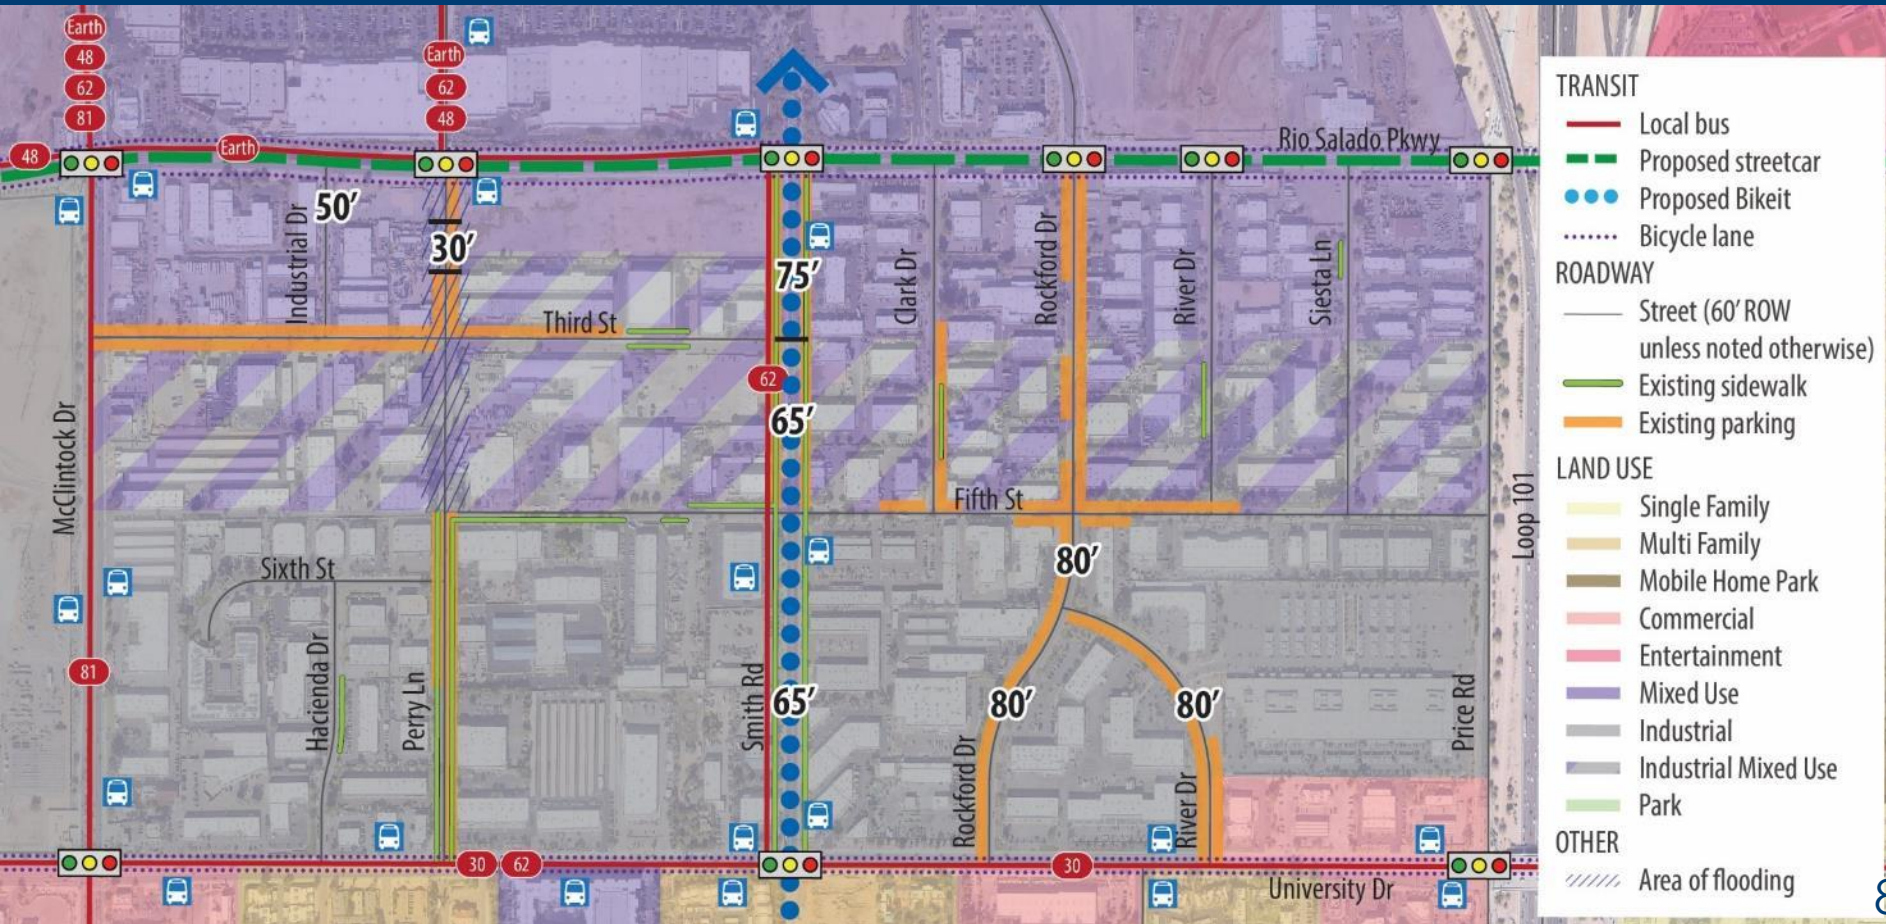 Earth
48
62
81
Earth
62
48
48
Earth
Rio Salado Pkwy
Industrial Dr
50'
30'
75'
Clark Dr
Rockford Dr
River Dr
Siesta Ln
Third St
62
65'
McClintock Dr
Fifth St
Loop 101
80'
Sixth St
Hacienda Dr
Perry Ln
81
Smith Rd
65'
80'
80'
Price Rd
Rockford Dr
River Dr
30
62
30
University Dr
TRANSIT
Local bus
Proposed streetcar
Proposed Bikeit
Bicycle lane
ROADWAY
Street (60' ROW
unless noted otherwise)
Existing sidewalk
Existing parking
LAND USE
Single Family
Multi Family
Mobile Home Park
Commercial
Entertainment
Mixed Use
Industrial
Industrial Mixed Use
Park
OTHER
Area of flooding